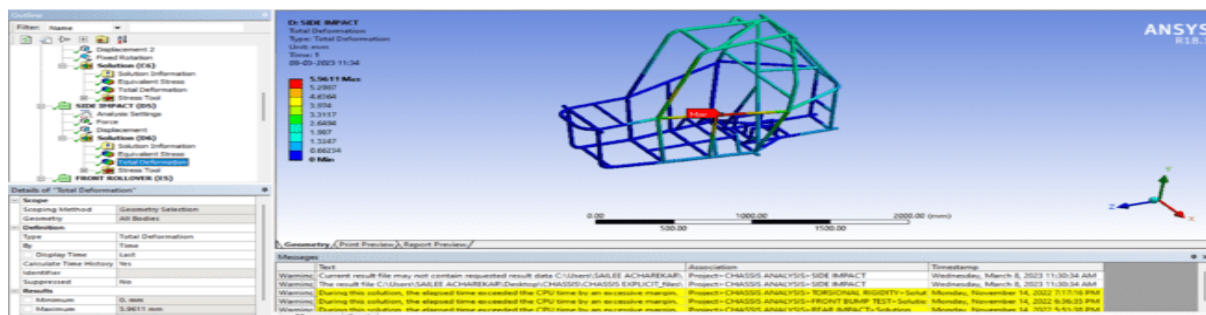 Outline
Filter: Name
Displacement 2
Fixed Rotation
Solution (C6)
Solution Information
Equivalent Stress
Total Deformation
Stress Tool
SIDE IMPACT (D5)
Analysis Settings
Force
Displacement
Solution (D6)
Solution Information
Equivalent Stress
Total Deformation
Stress Tool
FRONT ROLLOVER (E5)
Details of "Total Deformation"
Scope
Scoping Method Geometry Selection
Geometry All Bodies
Definition
Type Total Deformation
By Time
Display Time Last
Calculate Time History Yes
Identifier
Suppressed No
Results
Minimum 0. mm
Maximum 5.9611 mm
D: SIDE IMPACT
Total Deformation
Type: Total Deformation
Unit: mm
Time: 1
08-03-2023 11:34
5.9611 Max
5.2987
4.6364
3.974
3.3117
2.6494
1.987
1.3247
0.66234
0 Min
Max
ANSYS
R18.
0.00 1000.00 2000.00 (mm)
500.00 1500.00
Y
Z
X
Geometry Print Preview Report Preview
Messages
Text Association Timestamp
Warning Current result file may not contain requested result data C:\Users\SAILEE ACHAREKAR\ Project>CHASSIS ANALYSIS>SIDE IMPACT Wednesday, March 8, 2023 11:30:34 AM
Warning The result file C:\Users\SAILEE ACHAREKAR\Desktop\CHASSIS\CHASSIS EXPLICIT_files\ Project>CHASSIS ANALYSIS>SIDE IMPACT Wednesday, March 8, 2023 11:30:34 AM
Warning During this solution, the elapsed time exceeded the CPU time by an excessive margin. Project>CHASSIS ANALYSIS>TORSIONAL RIGIDITY>Solut Monday, November 14, 2022 7:17:16 PM
Warning During this solution, the elapsed time exceeded the CPU time by an excessive margin. Project>CHASSIS ANALYSIS>FRONT BUMP TEST>Solutio Monday, November 14, 2022 6:36:35 PM
Warning During this solution, the elapsed time exceeded the CPU time by an excessive margin. Project>CHASSIS ANALYSIS>REAR IMPACT>Solution Monday, November 14, 2022 5:51:38 PM